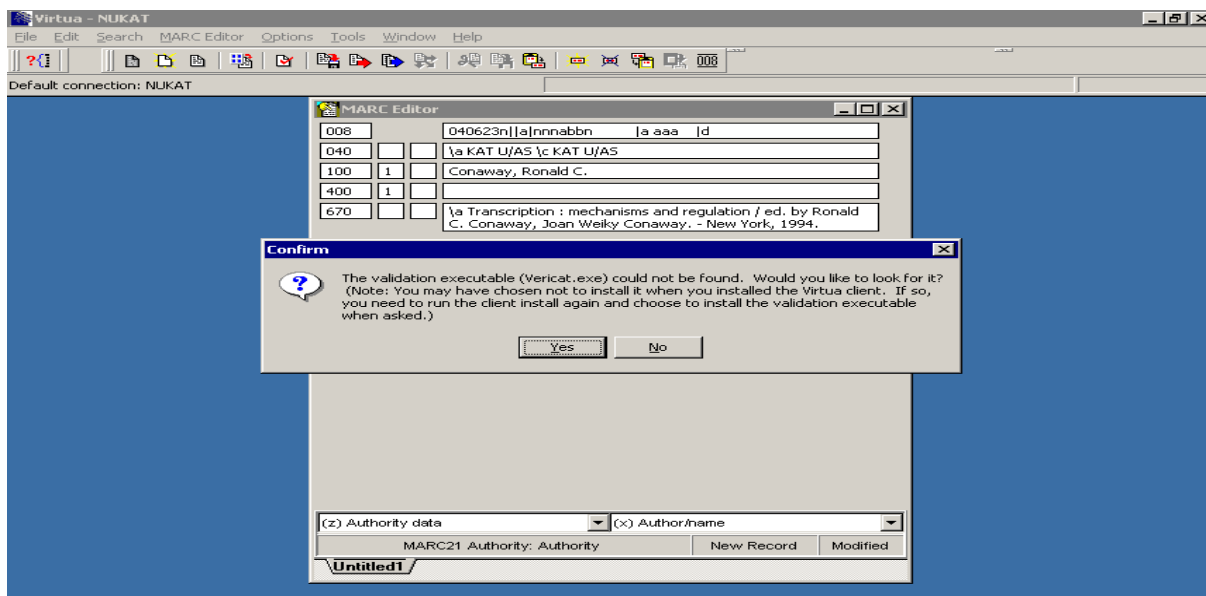 Virtua - NUKAT
File Edit Search MARC Editor Options Tools Window Help
?{} 008
Default connection: NUKAT
MARC Editor
008 040623n||a|nnnabbn |a aaa |d
040 \a KAT U/AS \c KAT U/AS
100 1 Conaway, Ronald C.
400 1
670 \a Transcription : mechanisms and regulation / ed. by Ronald
C. Conaway, Joan Weiky Conaway. - New York, 1994.
Confirm
The validation executable (Vericat.exe) could not be found. Would you like to look for it?
(Note: You may have chosen not to install it when you installed the Virtua client. If so,
you need to run the client install again and choose to install the validation executable
when asked.)
Yes No
(z) Authority data (x) Author/name
MARC21 Authority: Authority New Record Modified
Untitled1